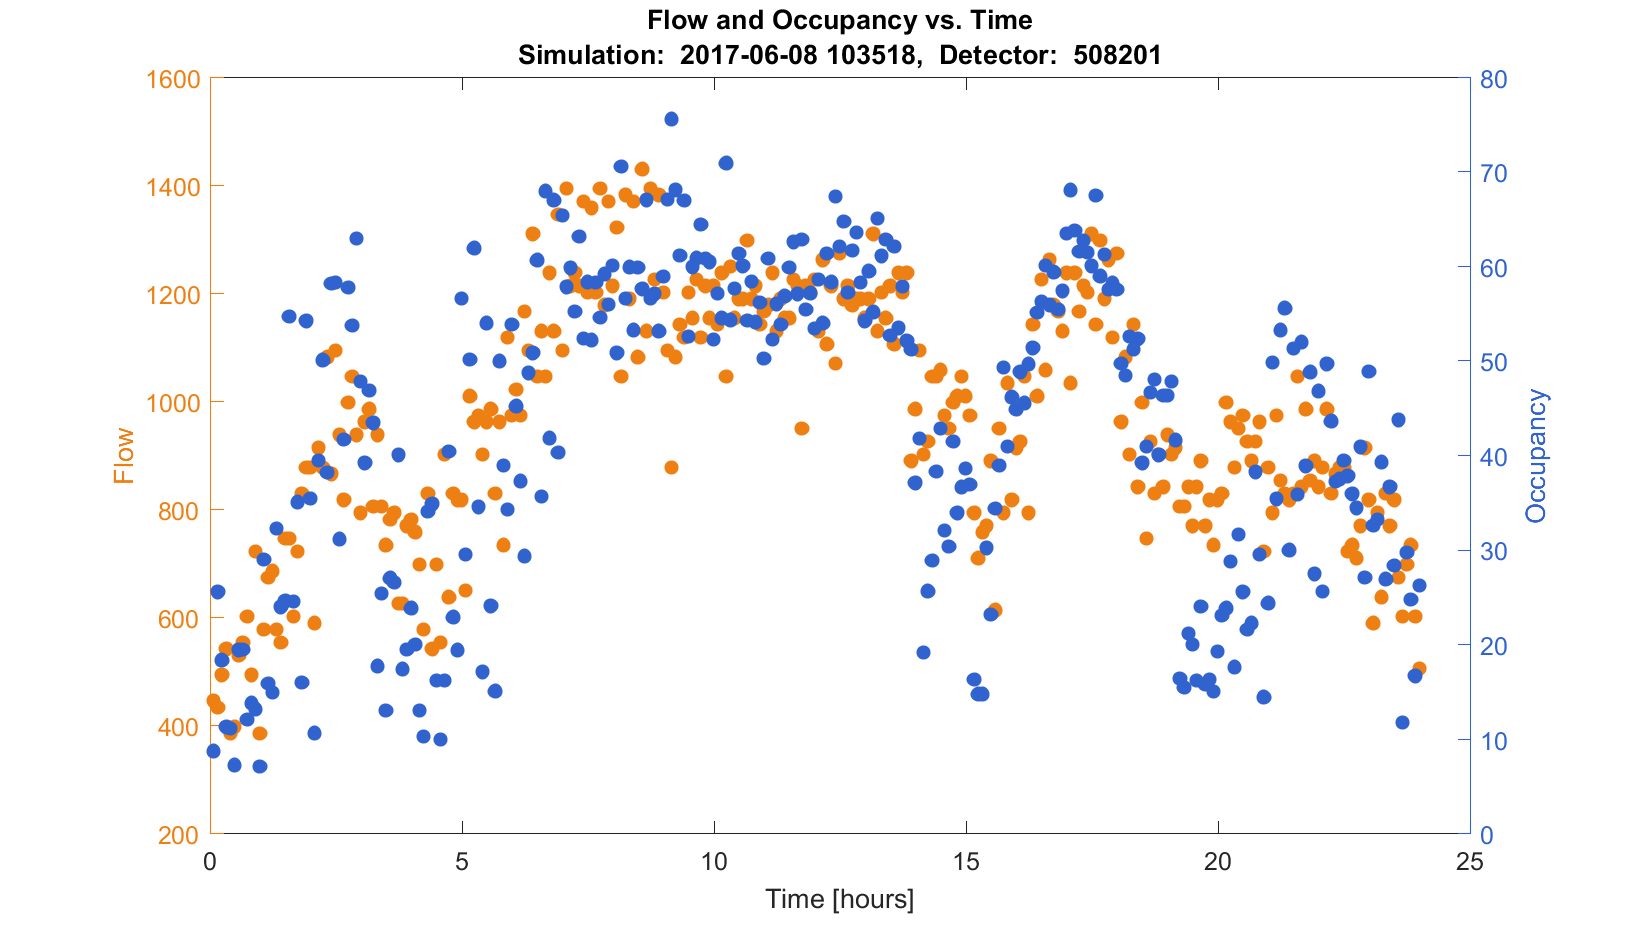 Flow and Occupancy vs. Time
Simulation:  2017-06-08 103518,  Detector:  508201
1600
1400
1200
1000
800
600
400
200
Flow
80
70
60
50
40
30
20
10
0
Occupancy
0 5 10 15 20 25
Time [hours]